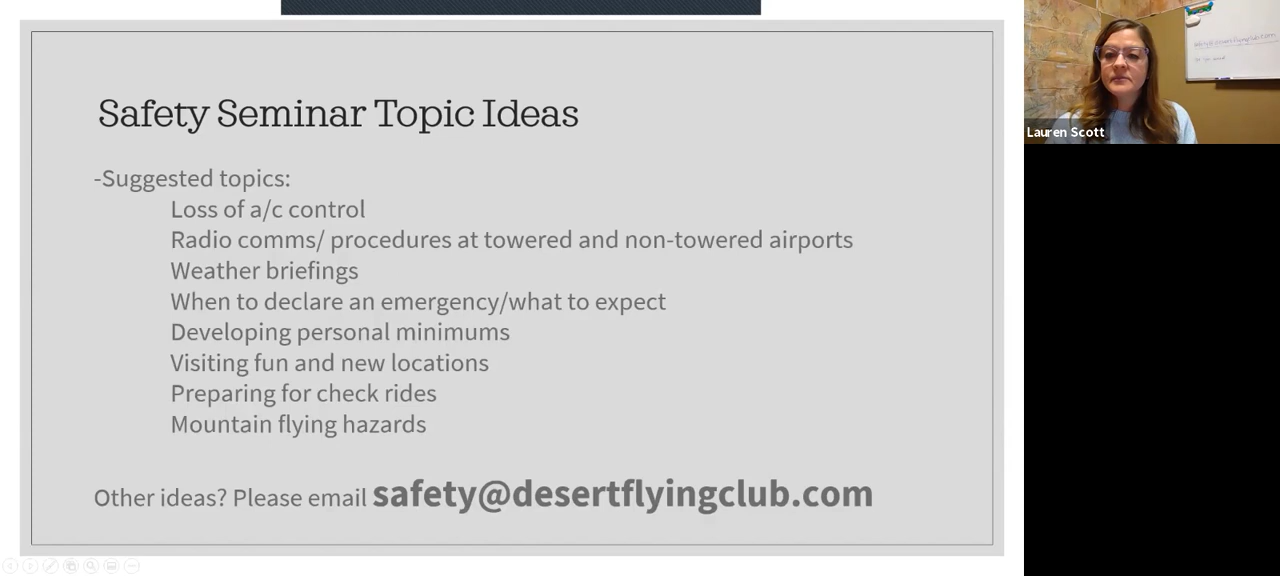 Safety Seminar Topic Ideas
-Suggested topics:
Loss of a/c control
Radio comms/ procedures at towered and non-towered airports
Weather briefings
When to declare an emergency/what to expect
Developing personal minimums
Visiting fun and new locations
Preparing for check rides
Mountain flying hazards
Other ideas? Please email safety@desertflyingclub.com
Lauren Scott